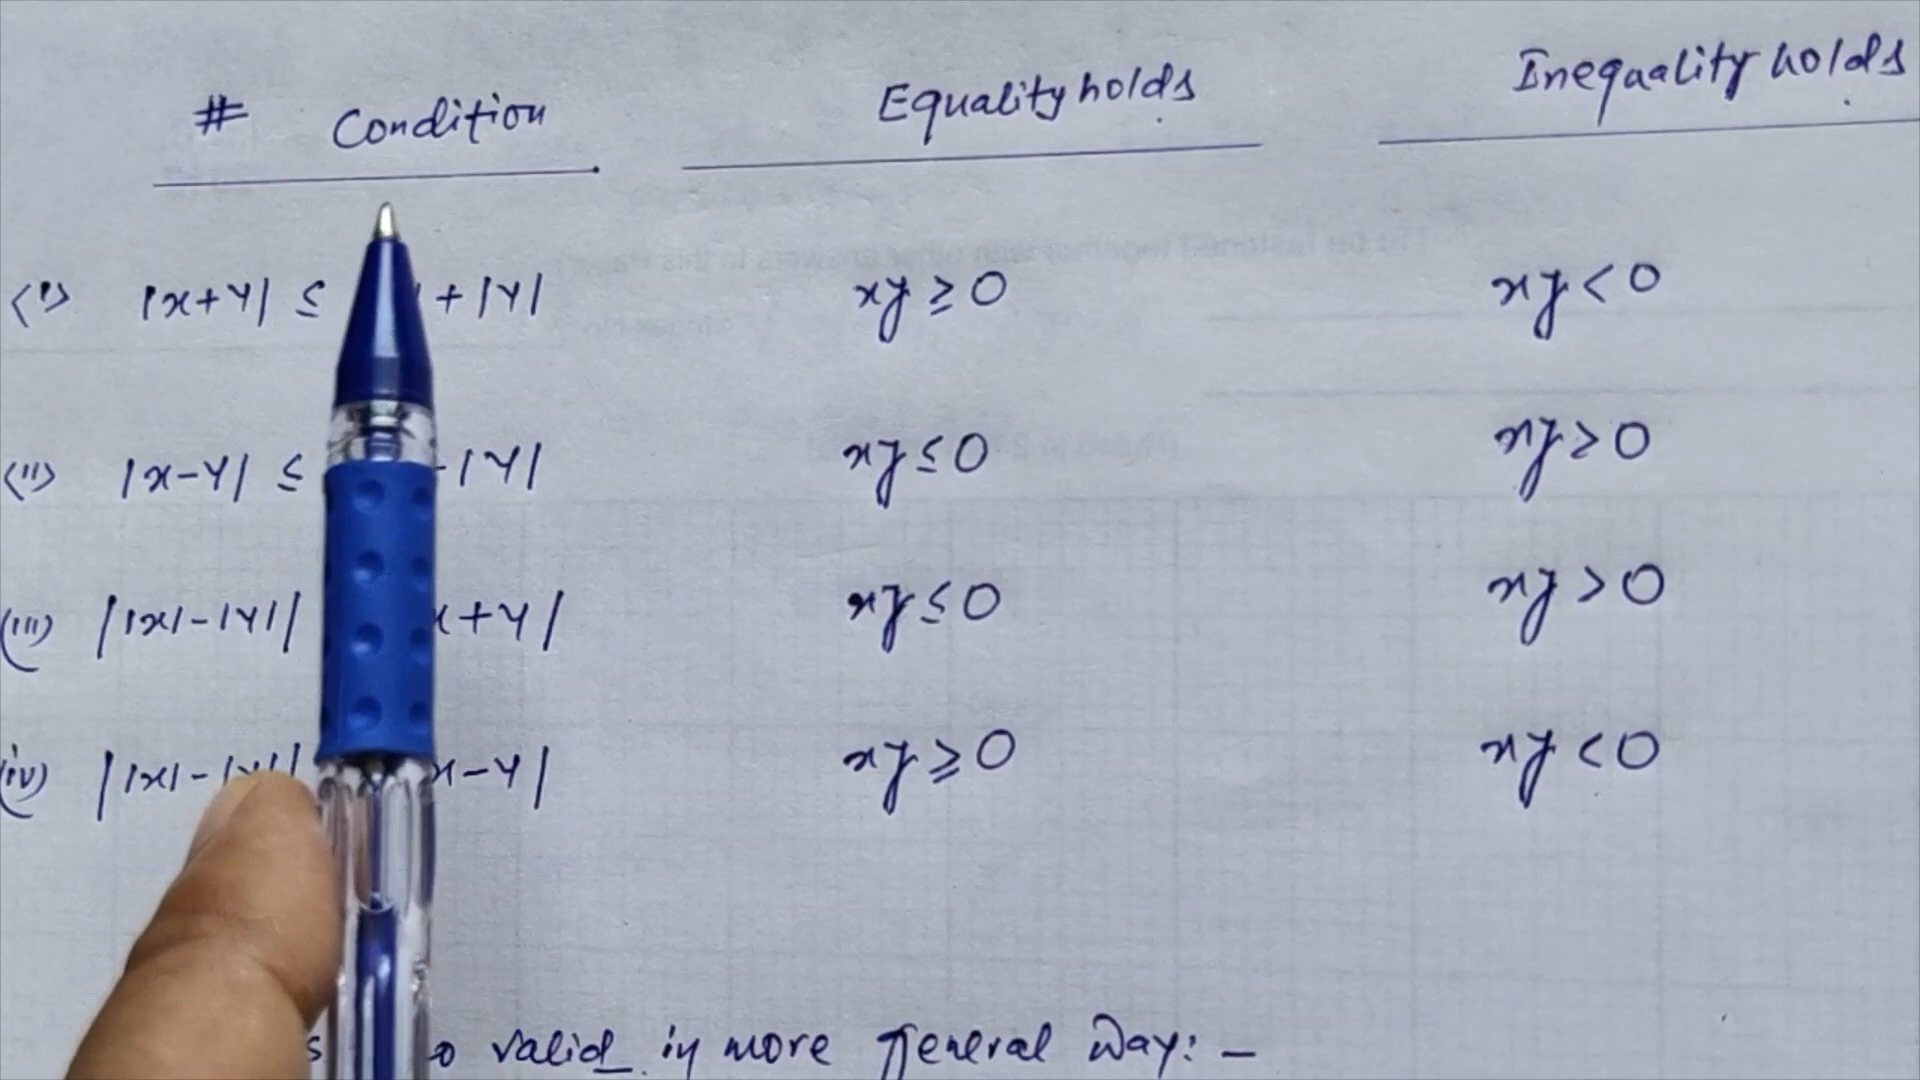 # Condition Equality holds Inequality holds
(i) |x+y| ≤ + |y| xy ≥ 0 xy < 0
(ii) |x-y| ≤ |y| xy ≤ 0 xy > 0
(iii) ||x|-|y|| x+y| xy ≤ 0 xy > 0
(iv) ||x|-|y|| x-y| xy ≥ 0 xy < 0
valid in more general way: -